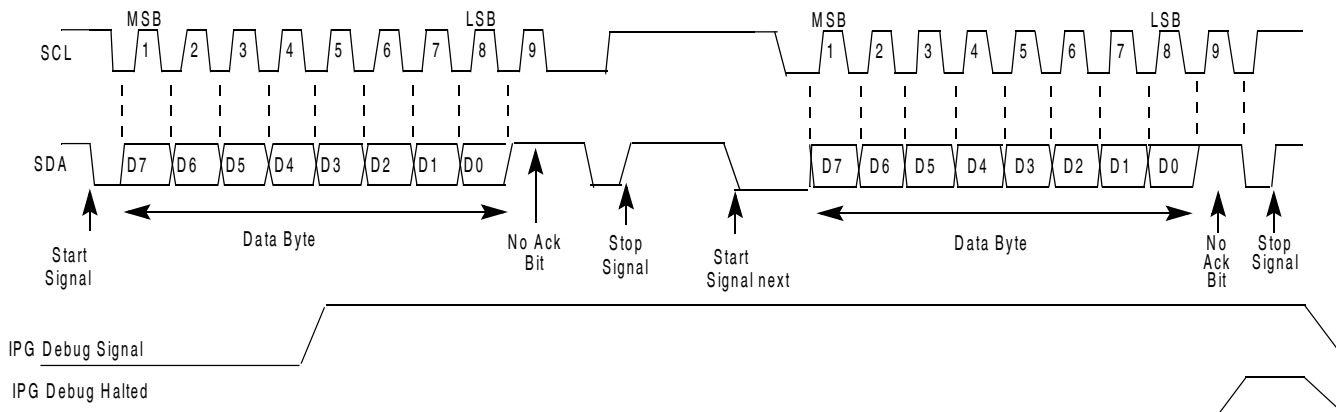 MSB LSB MSB LSB
SCL 1 2 3 4 5 6 7 8 9 1 2 3 4 5 6 7 8 9
SDA D7 D6 D5 D4 D3 D2 D1 D0 D7 D6 D5 D4 D3 D2 D1 D0
Start
Signal
Data Byte
No Ack
Bit
Stop
Signal
Start
Signal next
Data Byte
No
Ack
Bit
Stop
Signal
IPG Debug Signal
IPG Debug Halted